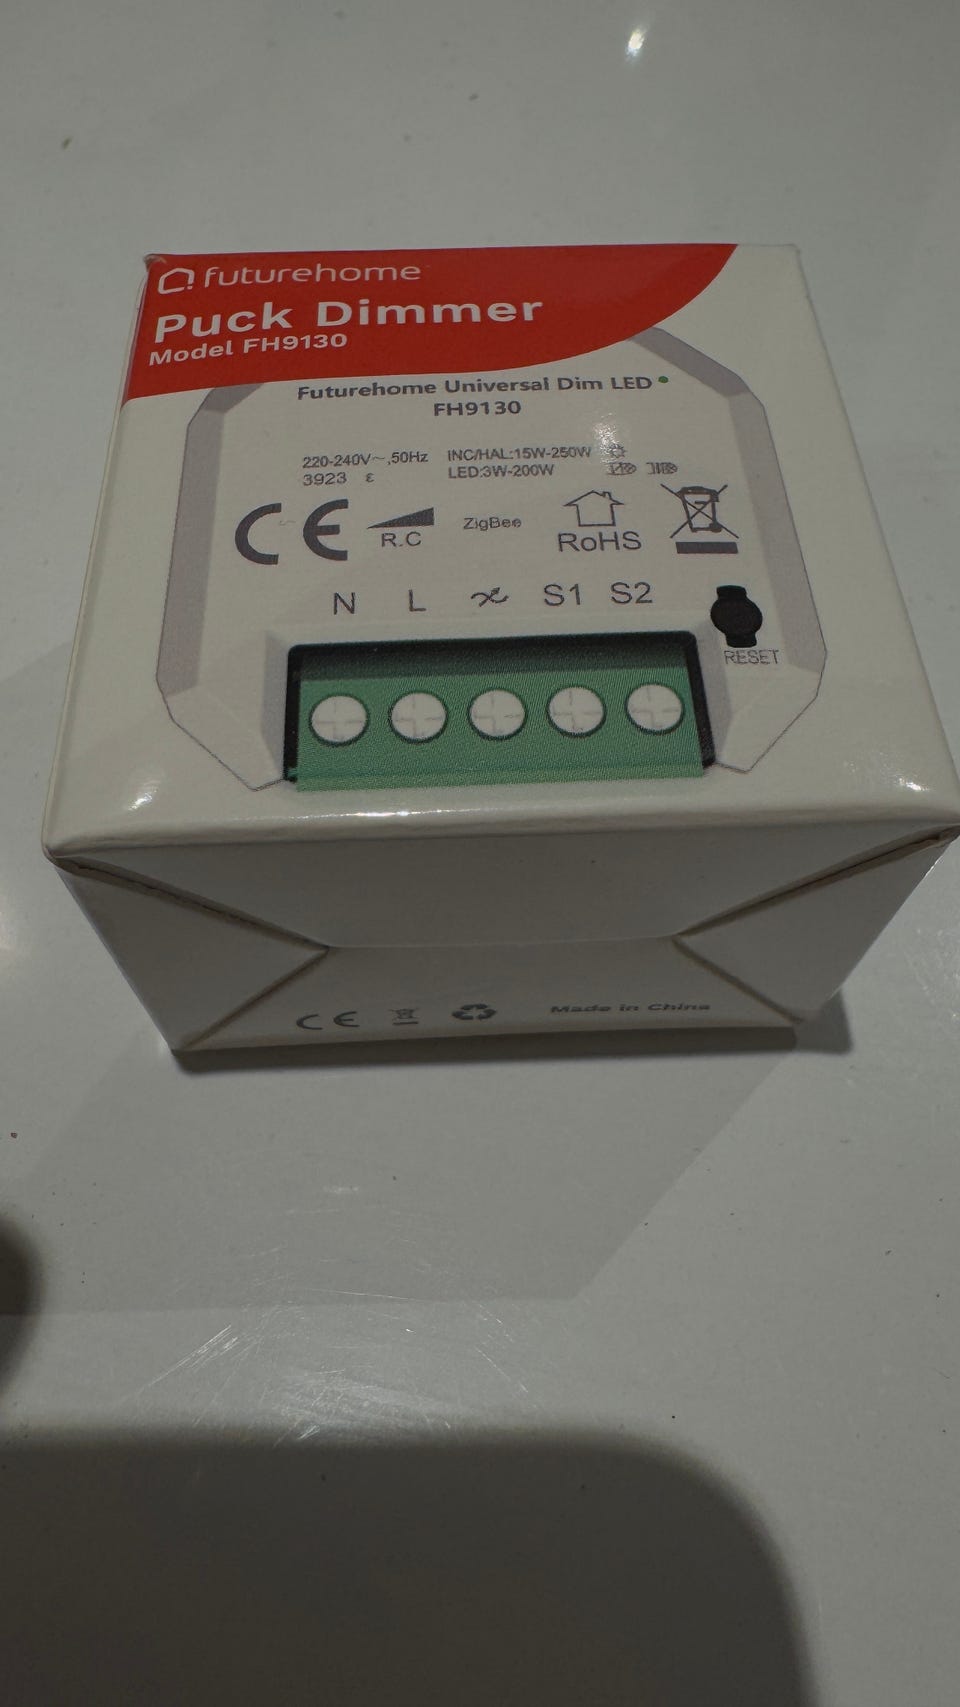 futurehome
Puck Dimmer
Model FH9130
Futurehome Universal Dim LED
FH9130
220-240V~,50Hz INC/HAL:15W-250W
3923 ε LED:3W-200W
CE R.C ZigBee RoHS
N L S1 S2
RESET
CE Made in China